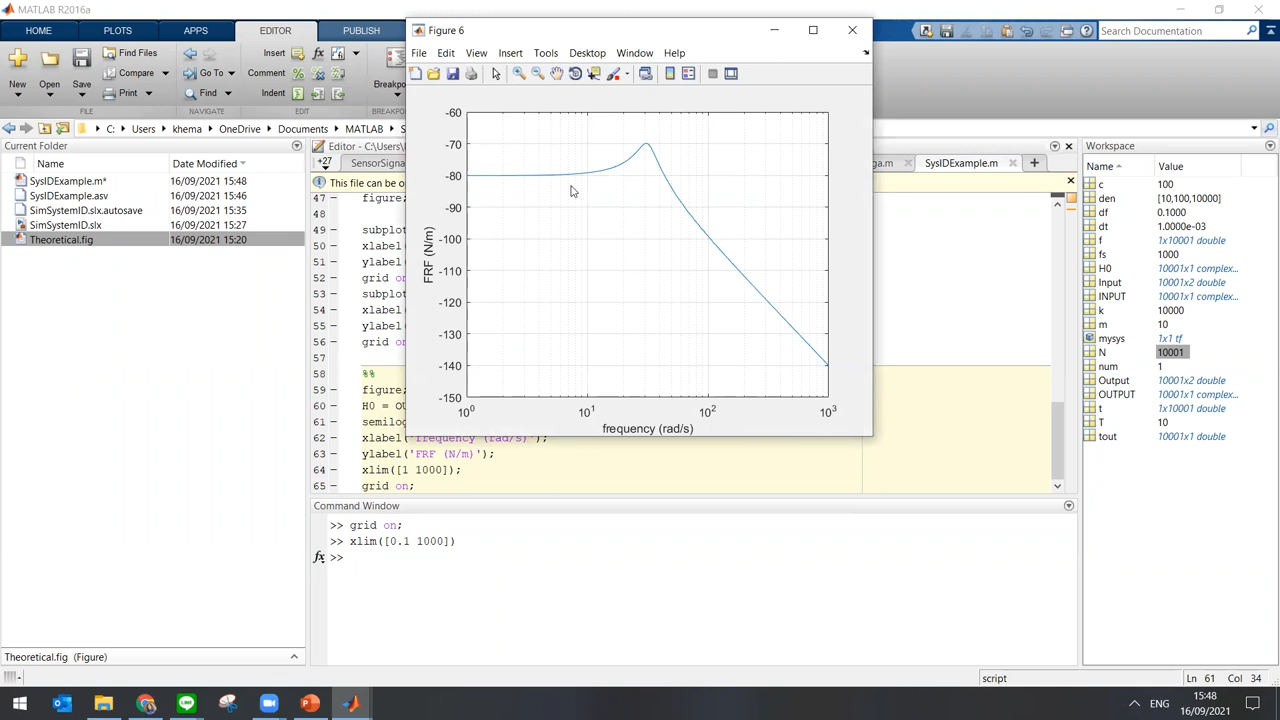 MATLAB R2016a
HOME
PLOTS
APPS
EDITOR
PUBLISH
Search Documentation
New
Open
Save
Find Files
Compare
Print
Go To
Find
Insert
Comment
Indent
Breakpo
FILE
NAVIGATE
EDIT
BREAKPO
C: Users khema OneDrive Documents MATLAB S
Current Folder
Name
Date Modified
SysIDExample.m* 16/09/2021 15:48
SysIDExample.asv 16/09/2021 15:46
SimSystemID.slx.autosave 16/09/2021 15:35
SimSystemID.slx 16/09/2021 15:27
Theoretical.fig 16/09/2021 15:20
Theoretical.fig (Figure)
Editor - C:\Users\
+27
SensorSigna
ga.m
SysIDExample.m
This file can be o
47 figure;
48
49 subplot
50 xlabel
51 ylabel
52 grid on
53 subplot
54 xlabel
55 ylabel
56 grid on
57
58 %%
59 figure;
60 H0 = OU
61 semilog
62 xlabel('frequency (rad/s)');
63 ylabel('FRF (N/m)');
64 xlim([1 1000]);
65 grid on;
Figure 6
File Edit View Insert Tools Desktop Window Help
FRF (N/m)
-60
-70
-80
-90
-100
-110
-120
-130
-140
-150
10^0 10^1 10^2 10^3
frequency (rad/s)
Command Window
>> grid on;
>> xlim([0.1 1000])
fx >>
Workspace
Name Value
c 100
den [10,100,10000]
df 0.1000
dt 1.0000e-03
f 1x10001 double
fs 1000
H0 10001x1 complex...
Input 10001x2 double
INPUT 10001x1 complex...
k 10000
m 10
mysys 1x1 tf
N 10001
num 1
Output 10001x2 double
OUTPUT 10001x1 complex...
t 1x10001 double
T 10
tout 10001x1 double
script
Ln 61 Col 34
ENG
15:48
16/09/2021